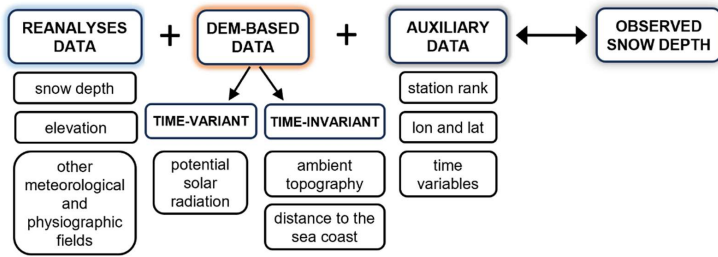 REANALYSES
DATA
+
DEM-BASED
DATA
+
AUXILIARY
DATA
OBSERVED
SNOW DEPTH
snow depth
elevation
other
meteorological
and
physiographic
fields
TIME-VARIANT
potential
solar
radiation
TIME-INVARIANT
ambient
topography
distance to the
sea coast
station rank
lon and lat
time
variables